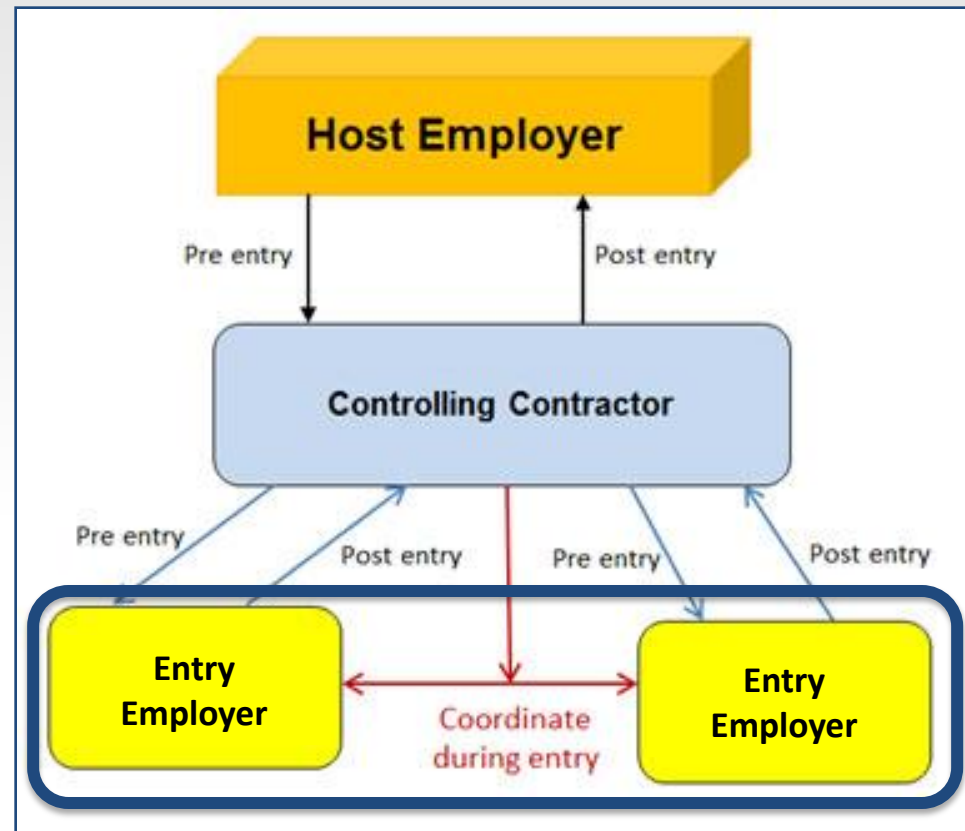 Host Employer
Pre entry
Post entry
Controlling Contractor
Pre entry
Post entry
Pre entry
Post entry
Entry
Employer
Coordinate
during entry
Entry
Employer